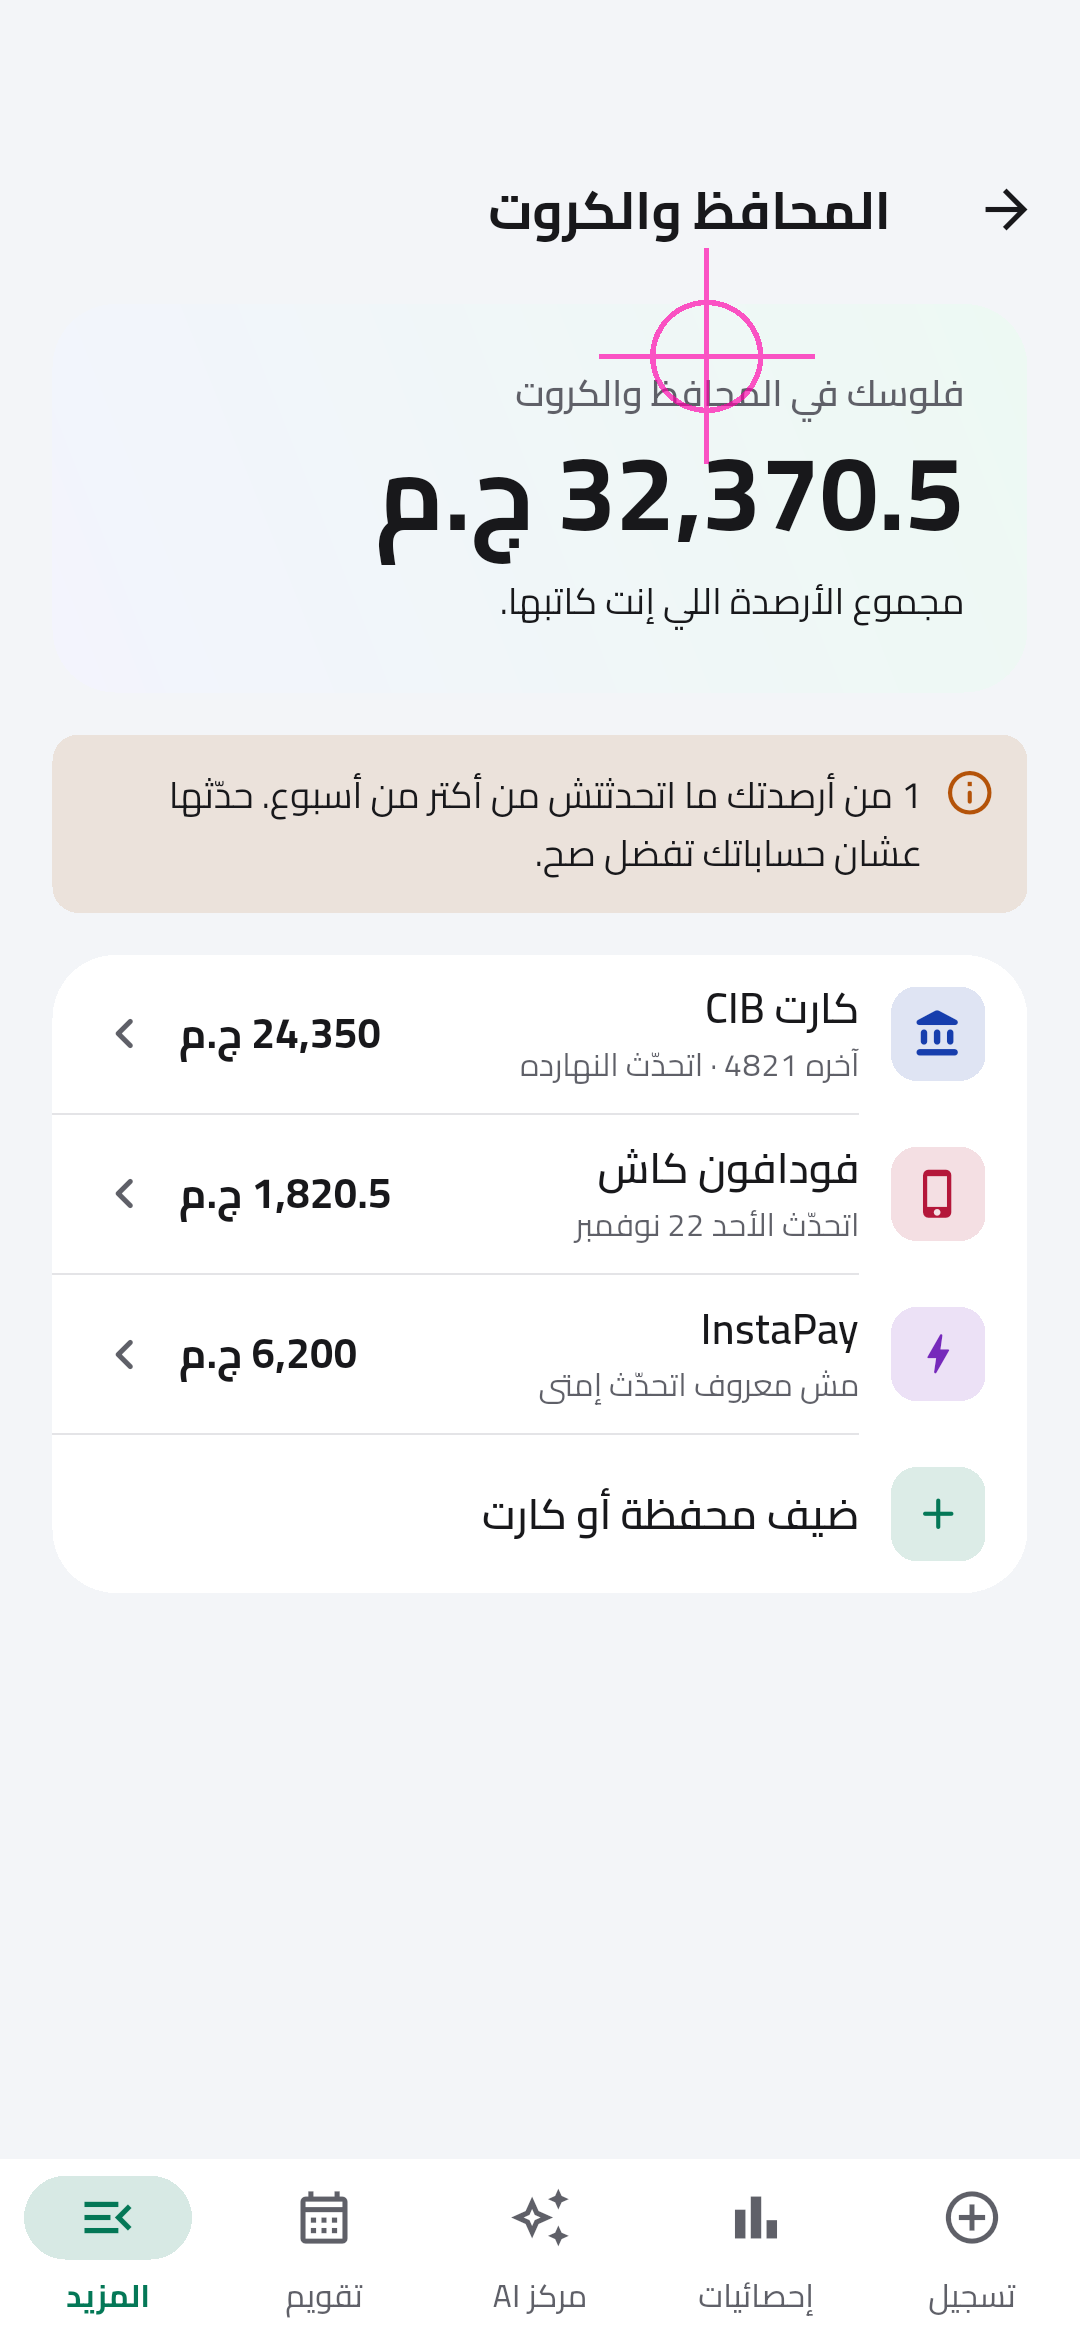 المحافظ والكروت
فلوسك في المحافظ والكروت
32,370.5 ج.م
مجموع الأرصدة اللي إنت كاتبها.
1 من أرصدتك ما اتحدثتش من أكتر من أسبوع. حدّثها
عشان حساباتك تفضل صح.
كارت CIB
24,350 ج.م
آخره 4821 · اتحدّث النهارده
فودافون كاش
1,820.5 ج.م
اتحدّث الأحد 22 نوفمبر
InstaPay
6,200 ج.م
مش معروف اتحدّث إمتى
ضيف محفظة أو كارت
تسجيل
إحصائيات
مركز AI
تقويم
المزيد